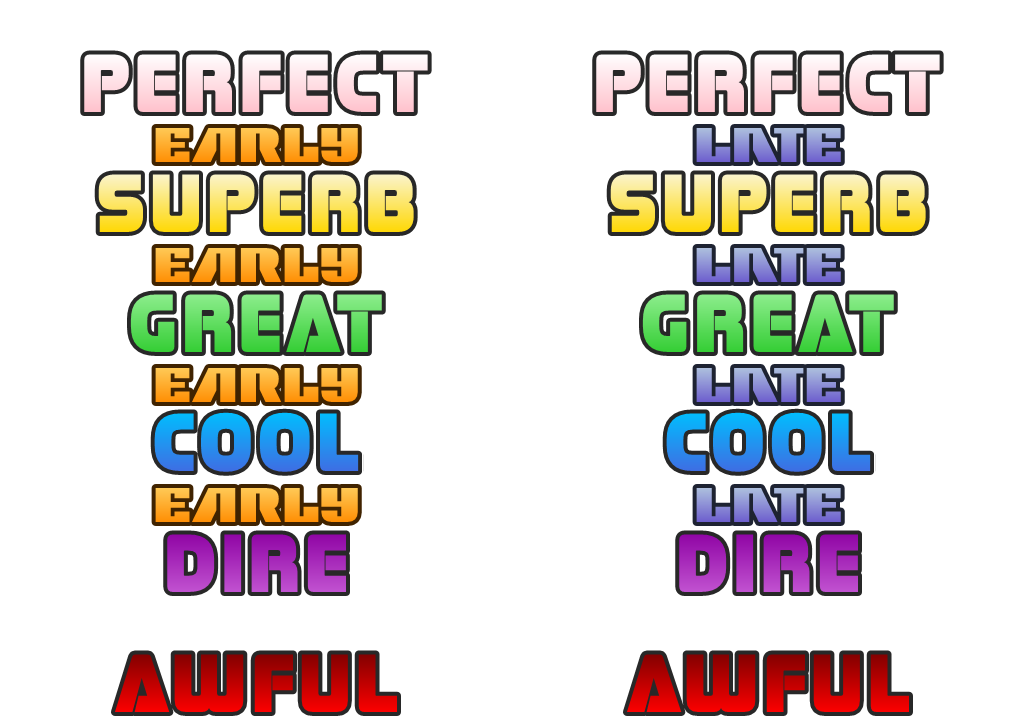 PERFECT PERFECT
EARLY LATE
SUPERB SUPERB
EARLY LATE
GREAT GREAT
EARLY LATE
COOL COOL
EARLY LATE
DIRE DIRE
AWFUL AWFUL